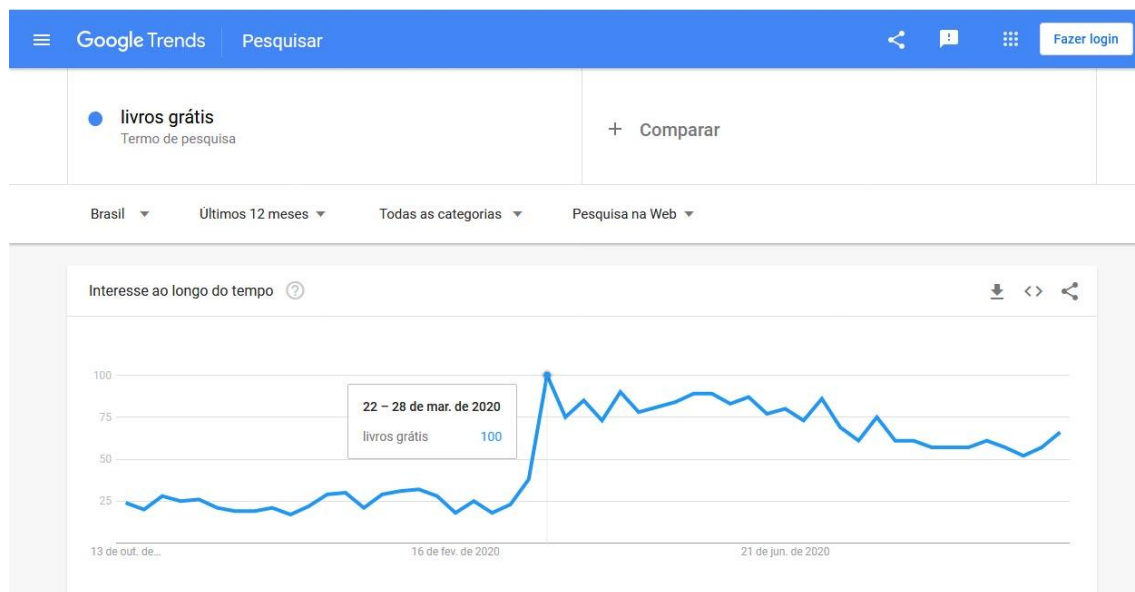 Google Trends Pesquisar Fazer login
livros grátis
Termo de pesquisa
+ Comparar
Brasil Últimos 12 meses Todas as categorias Pesquisa na Web
Interesse ao longo do tempo ?
100
75
50
25
22 – 28 de mar. de 2020
livros grátis 100
13 de out. de... 16 de fev. de 2020 21 de jun. de 2020